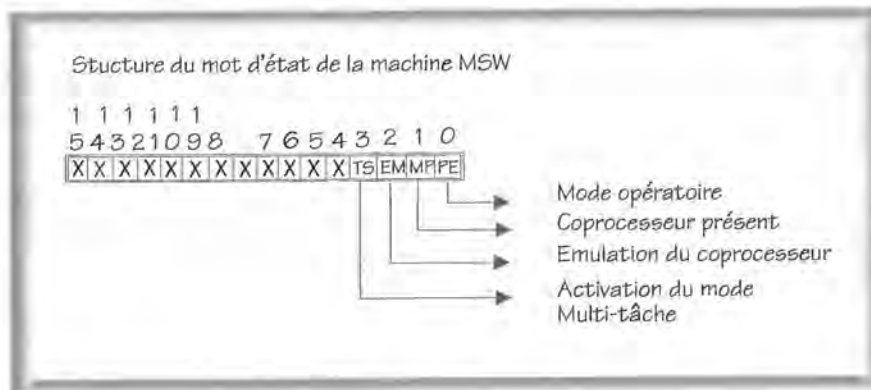 Stucture du mot d'état de la machine MSW
1 1 1 1 1 1
5 4 3 2 1 0 9 8 7 6 5 4 3 2 1 0
X X X X X X X X X X X X TS EM MP PE
Mode opératoire
Coprocesseur présent
Emulation du coprocesseur
Activation du mode
Multi-tâche